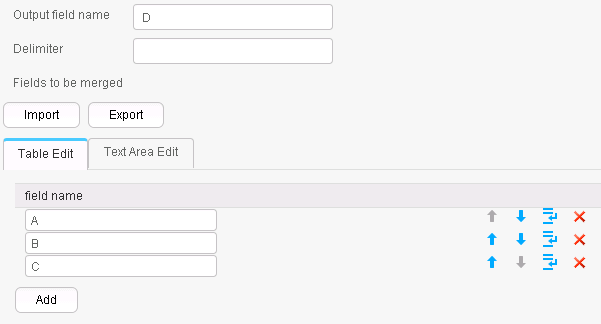 Output field name D
Delimiter
Fields to be merged
Import Export
Table Edit Text Area Edit
field name
A
B
C
Add